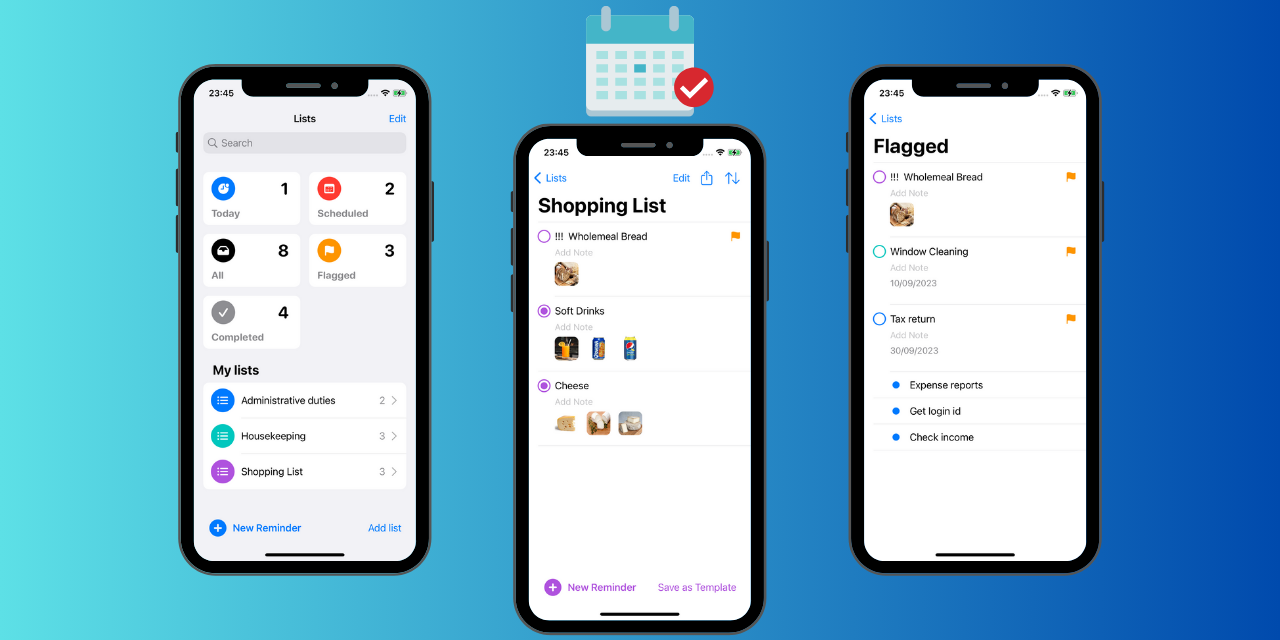 23:45
Lists
Edit
Search
1
Today
2
Scheduled
8
All
3
Flagged
4
Completed
My lists
Administrative duties 2
Housekeeping 3
Shopping List 3
New Reminder
Add list
23:45
Lists
Edit
Shopping List
!!! Wholemeal Bread
Add Note
Soft Drinks
Add Note
Cheese
Add Note
New Reminder
Save as Template
23:45
Lists
Flagged
!!! Wholemeal Bread
Add Note
Window Cleaning
Add Note
10/09/2023
Tax return
Add Note
30/09/2023
Expense reports
Get login id
Check income